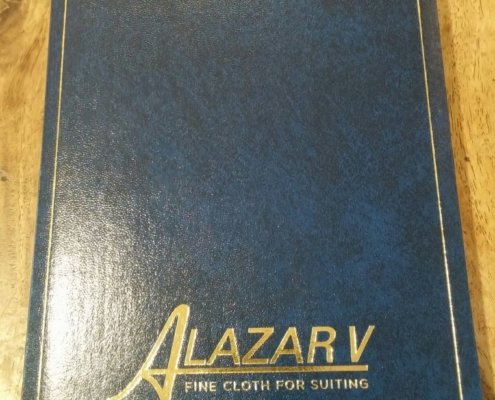 ALAZAR V
FINE CLOTH FOR SUITING